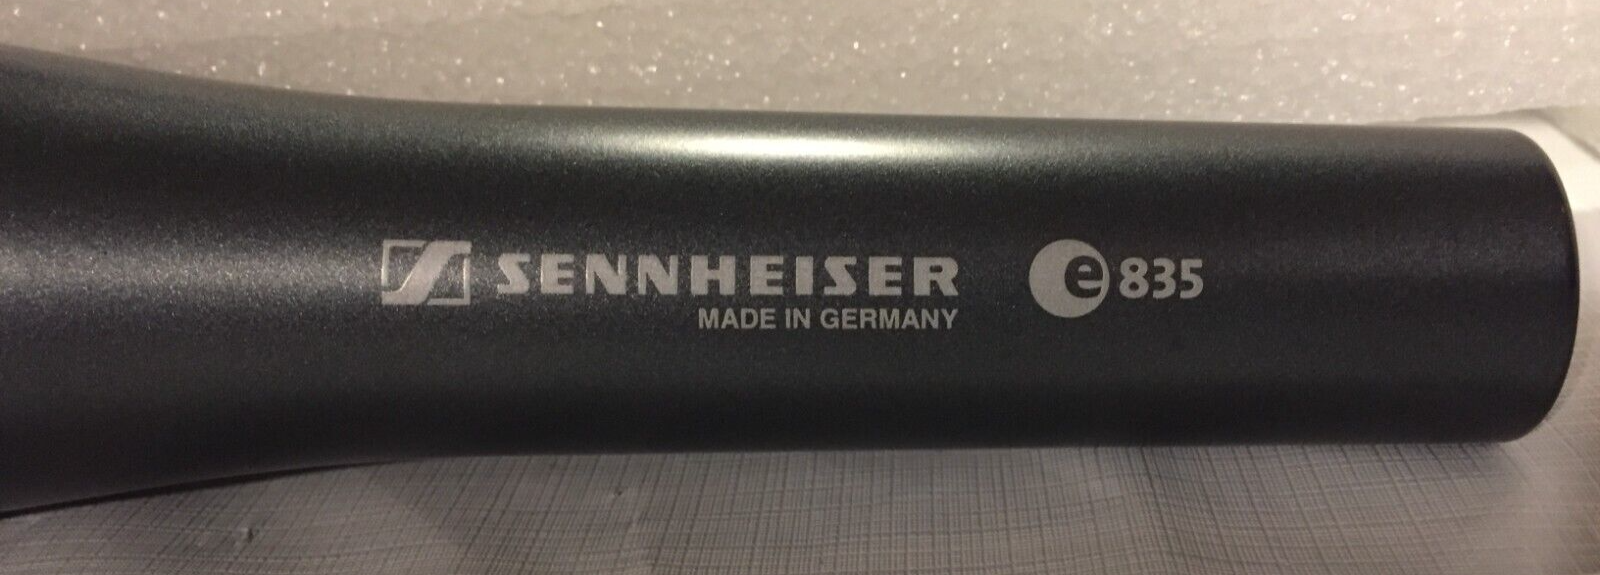 SENNHEISER e835
MADE IN GERMANY